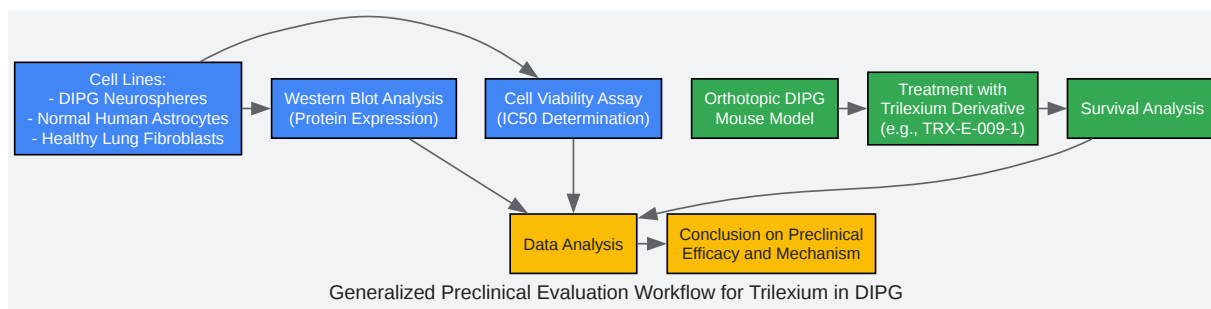 Cell Lines:
- DIPG Neurospheres
- Normal Human Astrocytes
- Healthy Lung Fibroblasts
Western Blot Analysis
(Protein Expression)
Cell Viability Assay
(IC50 Determination)
Orthotopic DIPG
Mouse Model
Treatment with
Trilexium Derivative
(e.g., TRX-E-009-1)
Survival Analysis
Data Analysis
Conclusion on Preclinical
Efficacy and Mechanism
Generalized Preclinical Evaluation Workflow for Trilexium in DIPG